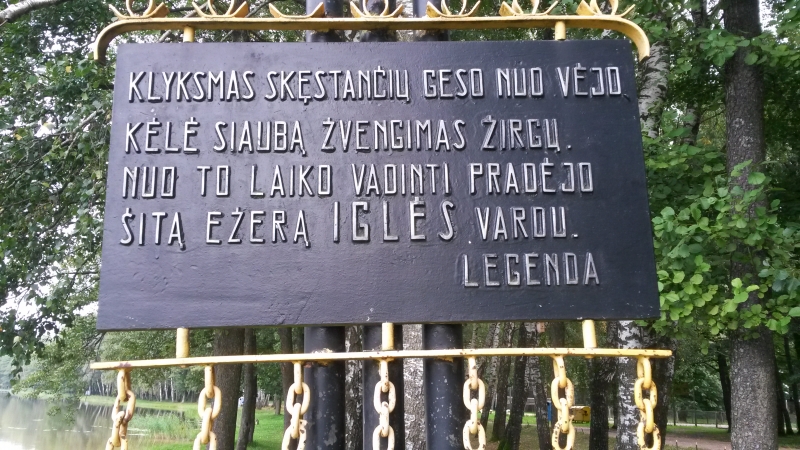 KLYKSMAS SKĘSTANČIŲ GESO NUO VĖJO
KĖLĖ SIAUBĄ ŽVENGIMAS ŽIRGŲ.
NUO TO LAIKO VADINTI PRADĖJO
ŠITĄ EŽERĄ IGLĖS VARDU.
LEGENDA